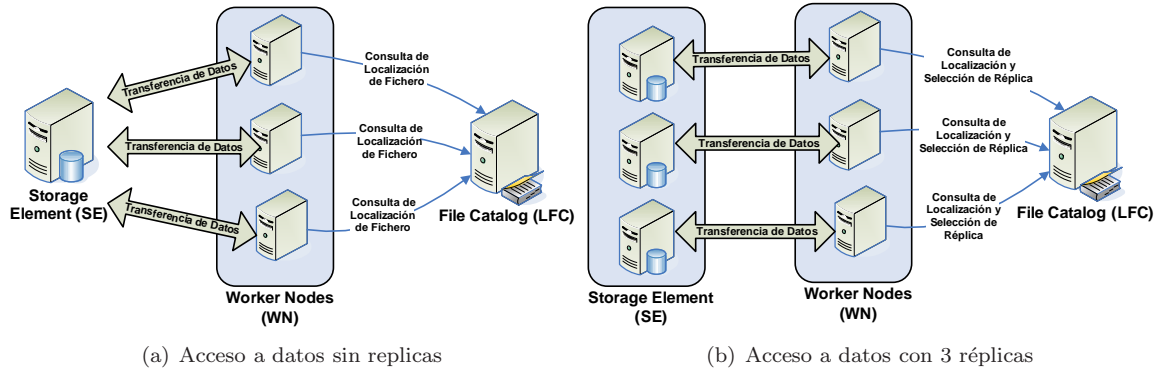 Transferencia de Datos
Transferencia de Datos
Transferencia de Datos
Storage
Element (SE)
Worker Nodes
(WN)
Consulta de
Localización
de Fichero
Consulta de
Localización
de Fichero
Consulta de
Localización
de Fichero
File Catalog (LFC)
(a) Acceso a datos sin replicas
Transferencia de Datos
Transferencia de Datos
Transferencia de Datos
Storage Element
(SE)
Worker Nodes
(WN)
Consulta de
Localización y
Selección de Réplica
Consulta de
Localización y
Selección de Réplica
Consulta de
Localización y
Selección de
Réplica
File Catalog (LFC)
(b) Acceso a datos con 3 réplicas